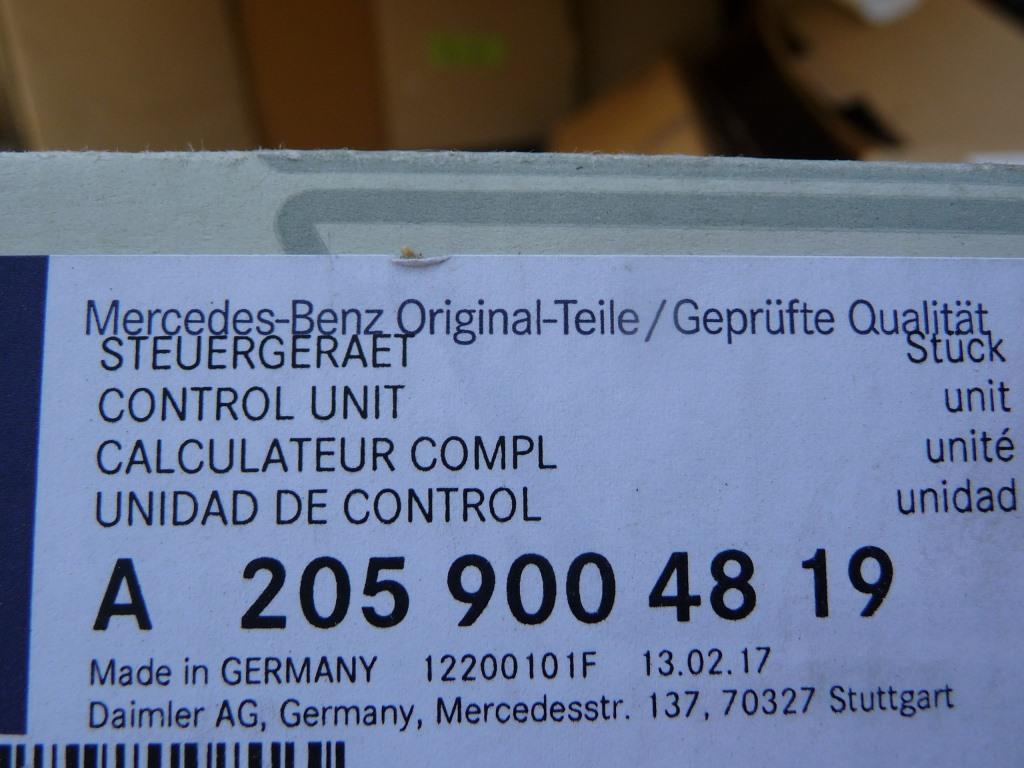 Mercedes-Benz Original-Teile / Geprüfte Qualität
STEUERGERAET Stück
CONTROL UNIT unit
CALCULATEUR COMPL unité
UNIDAD DE CONTROL unidad
A 205 900 48 19
Made in GERMANY 12200101F 13.02.17
Daimler AG, Germany, Mercedesstr. 137, 70327 Stuttgart